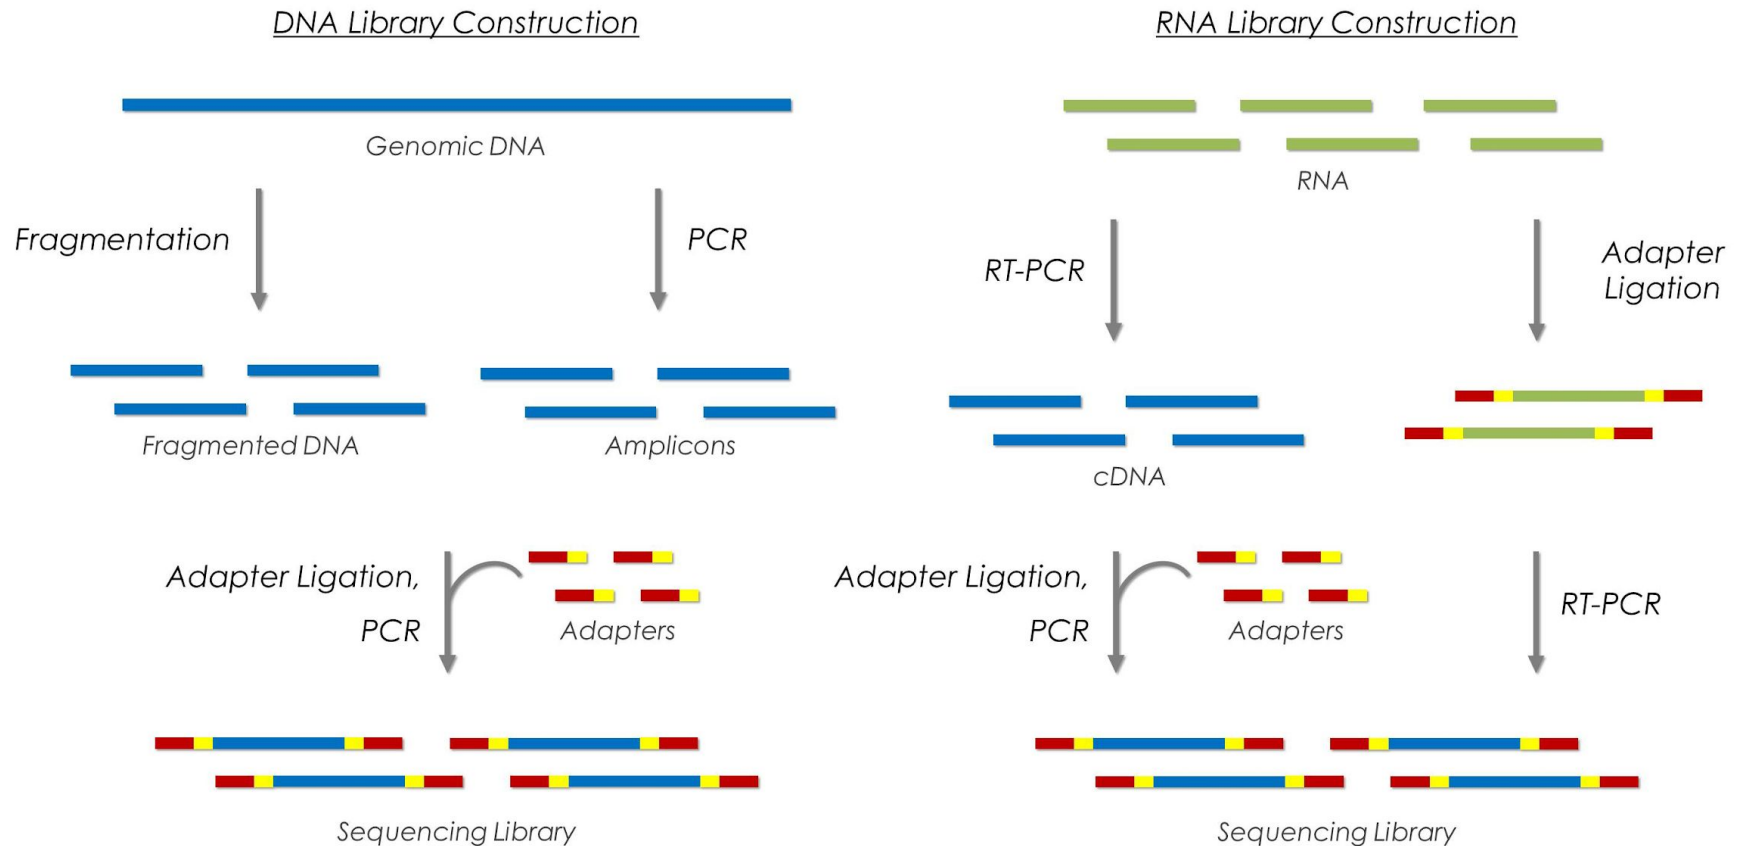 DNA Library Construction
Genomic DNA
Fragmentation
PCR
Fragmented DNA
Amplicons
Adapter Ligation,
PCR
Adapters
Sequencing Library
RNA Library Construction
RNA
RT-PCR
Adapter
Ligation
cDNA
Adapter Ligation,
PCR
Adapters
RT-PCR
Sequencing Library